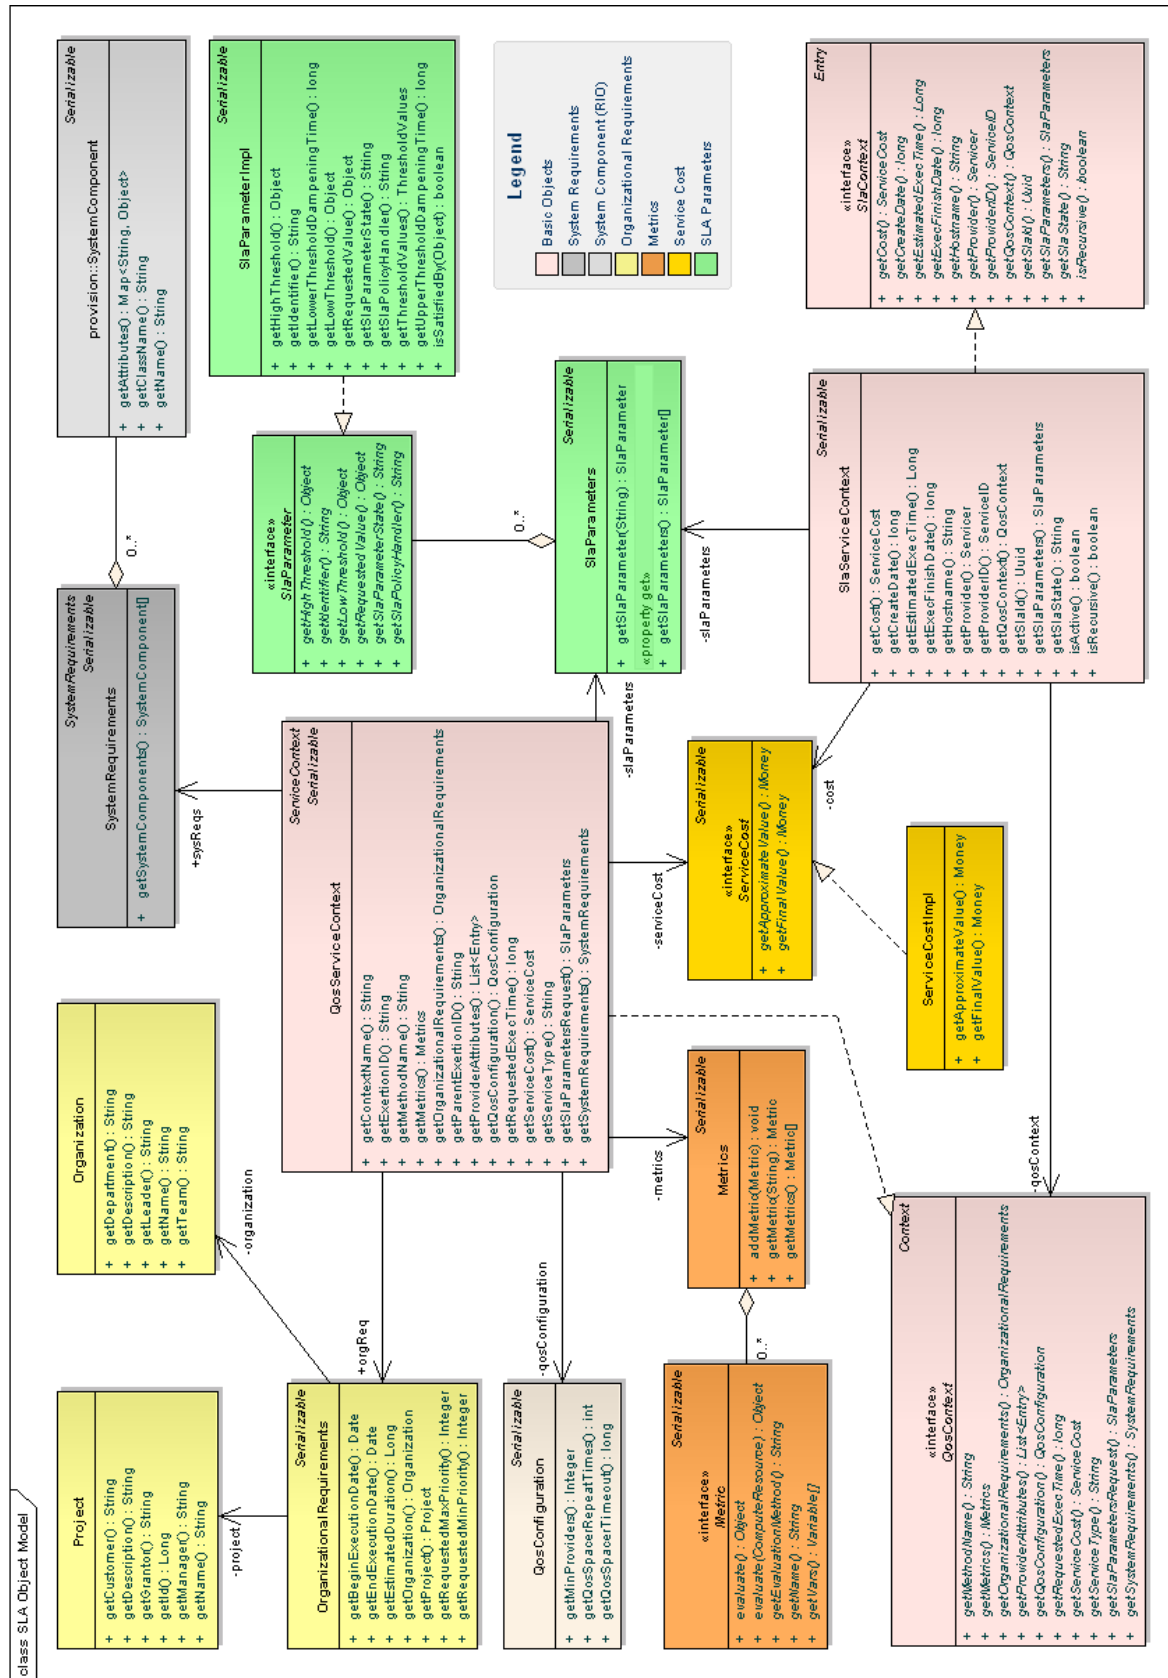 class SLA Object Model
Project
+ getCustomer() : String
+ getDescription() : String
+ getGrantor() : String
+ getId() : Long
+ getManager() : String
+ getName() : String
-project
Organization
+ getDepartment() : String
+ getDescription() : String
+ getLeader() : String
+ getName() : String
+ getTeam() : String
-organization
SystemRequirements
Serializable
SystemRequirements
+ getSystemComponents() : SystemComponent[]
+sysReqs
0..*
Serializable
provision::SystemComponent
+ getAttributes() : Map<String, Object>
+ getClassName() : String
+ getName() : String
Serializable
OrganizationalRequirements
+ getBeginExecutionDate() : Date
+ getEndExecutionDate() : Date
+ getEstimatedDuration() : Long
+ getOrganization() : Organization
+ getProject() : Project
+ getRequestedMaxPriority() : Integer
+ getRequestedMinPriority() : Integer
+orgReq
ServiceContext
Serializable
QosServiceContext
+ getContextName() : String
+ getExertionID() : String
+ getMethodName() : String
+ getMetrics() : Metrics
+ getOrganizationalRequirements() : OrganizationalRequirements
+ getParentExertionID() : String
+ getProviderAttributes() : List<Entry>
+ getQosConfiguration() : QosConfiguration
+ getRequestedExecTime() : long
+ getServiceCost() : ServiceCost
+ getServiceType() : String
+ getSlaParametersRequest() : SlaParameters
+ getSystemRequirements() : SystemRequirements
«interface»
SlaParameter
+ getHighThreshold() : Object
+ getIdentifier() : String
+ getLowThreshold() : Object
+ getRequestedValue() : Object
+ getSlaParameterState() : String
+ getSlaPolicyHandler() : String
0..*
Serializable
SlaParameterImpl
+ getHighThreshold() : Object
+ getIdentifier() : String
+ getLowerThresholdDampeningTime() : long
+ getLowThreshold() : Object
+ getRequestedValue() : Object
+ getSlaParameterState() : String
+ getSlaPolicyHandler() : String
+ getThresholdValues() : ThresholdValues
+ getUpperThresholdDampeningTime() : long
+ isSatisfiedBy(Object) : boolean
Serializable
QosConfiguration
+ getMinProviders() : Integer
+ getQosSpacerRepeatTimes() : int
+ getQosSpacerTimeout() : long
-qosConfiguration
-slaParameters
Serializable
SlaParameters
+ getSlaParameter(String) : SlaParameter
«property get»
+ getSlaParameters() : SlaParameter[]
-slaParameters
Legend
Basic Objects
System Requirements
System Component (RIO)
Organizational Requirements
Metrics
Service Cost
SLA Parameters
Serializable
«interface»
IMetric
+ evaluate() : Object
+ evaluate(ComputeResource) : Object
+ getEvaluationMethod() : String
+ getName() : String
+ getVars() : Variable[]
0..*
Serializable
Metrics
+ addMetric(Metric) : void
+ getMetric(String) : Metric
+ getMetrics() : Metric[]
-metrics
-serviceCost
Serializable
«interface»
ServiceCost
+ getApproximateValue() : Money
+ getFinalValue() : Money
-cost
Serializable
SlaServiceContext
+ getCost() : ServiceCost
+ getCreateDate() : long
+ getEstimatedExecTime() : Long
+ getExecFinishDate() : long
+ getHostname() : String
+ getProvider() : Servicer
+ getProviderID() : ServiceID
+ getQosContext() : QosContext
+ getSlaId() : Uuid
+ getSlaParameters() : SlaParameters
+ getSlaState() : String
+ isActive() : boolean
+ isRecursive() : boolean
Entry
«interface»
SlaContext
+ getCost() : ServiceCost
+ getCreateDate() : long
+ getEstimatedExecTime() : Long
+ getExecFinishDate() : long
+ getHostname() : String
+ getProvider() : Servicer
+ getProviderID() : ServiceID
+ getQosContext() : QosContext
+ getSlaId() : Uuid
+ getSlaParameters() : SlaParameters
+ getSlaState() : String
+ isRecursive() : boolean
ServiceCostImpl
+ getApproximateValue() : Money
+ getFinalValue() : Money
-qosContext
Context
«interface»
QosContext
+ getMethodName() : String
+ getMetrics() : IMetrics
+ getOrganizationalRequirements() : OrganizationalRequirements
+ getProviderAttributes() : List<Entry>
+ getQosConfiguration() : QosConfiguration
+ getRequestedExecTime() : long
+ getServiceCost() : ServiceCost
+ getServiceType() : String
+ getSlaParametersRequest() : SlaParameters
+ getSystemRequirements() : SystemRequirements